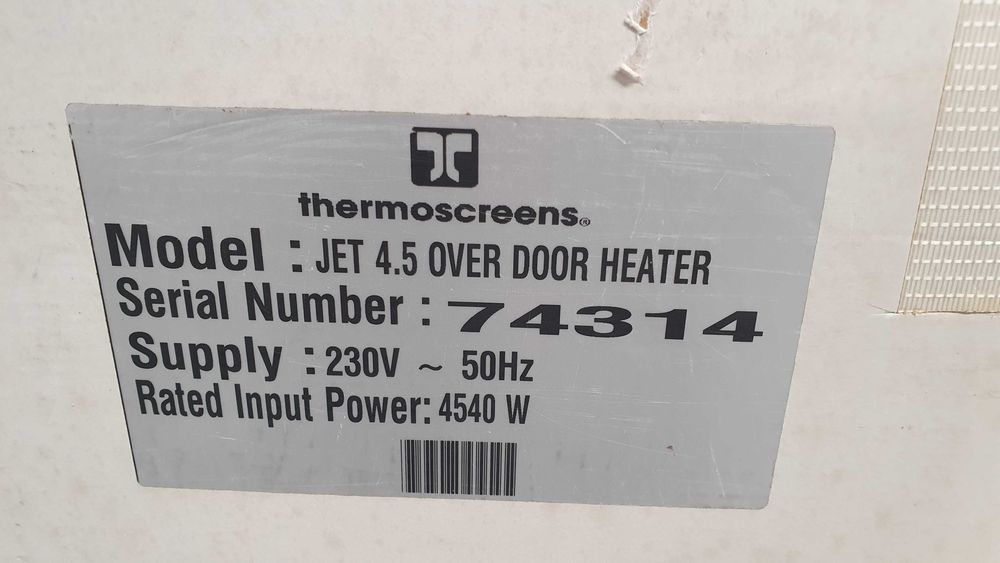 thermoscreens®
Model : JET 4.5 OVER DOOR HEATER
Serial Number : 74314
Supply : 230V ~ 50Hz
Rated Input Power: 4540 W